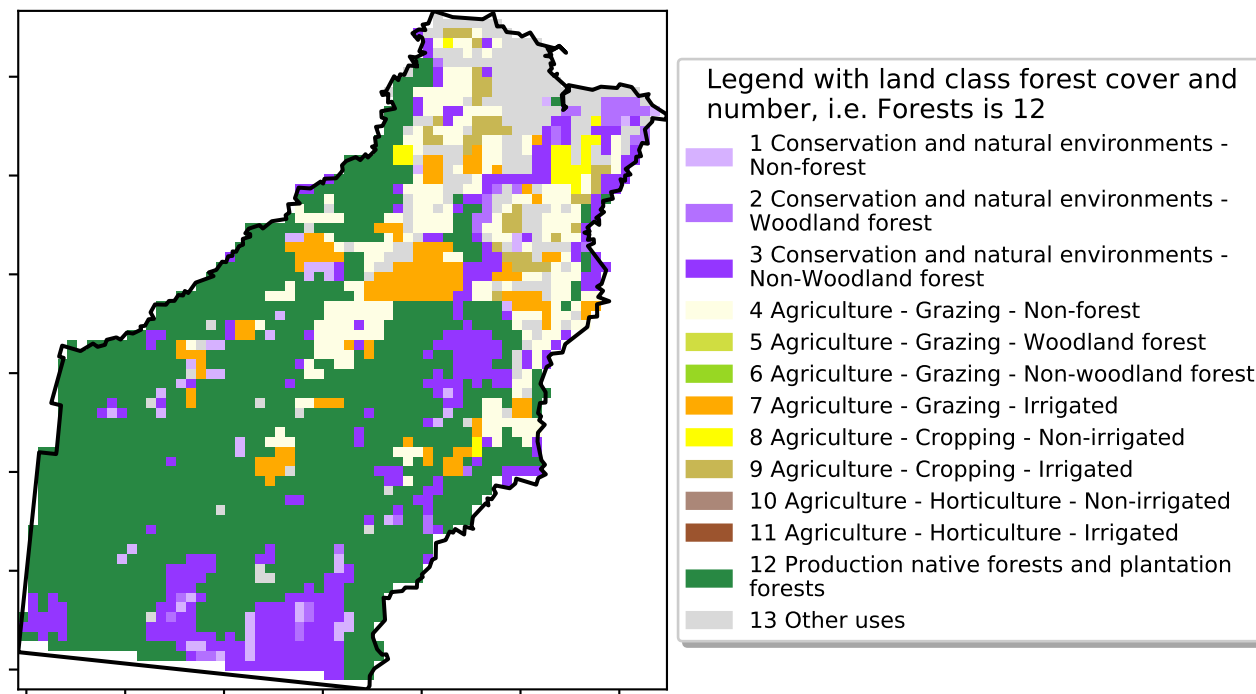 Legend with land class forest cover and
number, i.e. Forests is 12
1 Conservation and natural environments -
Non-forest
2 Conservation and natural environments -
Woodland forest
3 Conservation and natural environments -
Non-Woodland forest
4 Agriculture - Grazing - Non-forest
5 Agriculture - Grazing - Woodland forest
6 Agriculture - Grazing - Non-woodland forest
7 Agriculture - Grazing - Irrigated
8 Agriculture - Cropping - Non-irrigated
9 Agriculture - Cropping - Irrigated
10 Agriculture - Horticulture - Non-irrigated
11 Agriculture - Horticulture - Irrigated
12 Production native forests and plantation
forests
13 Other uses